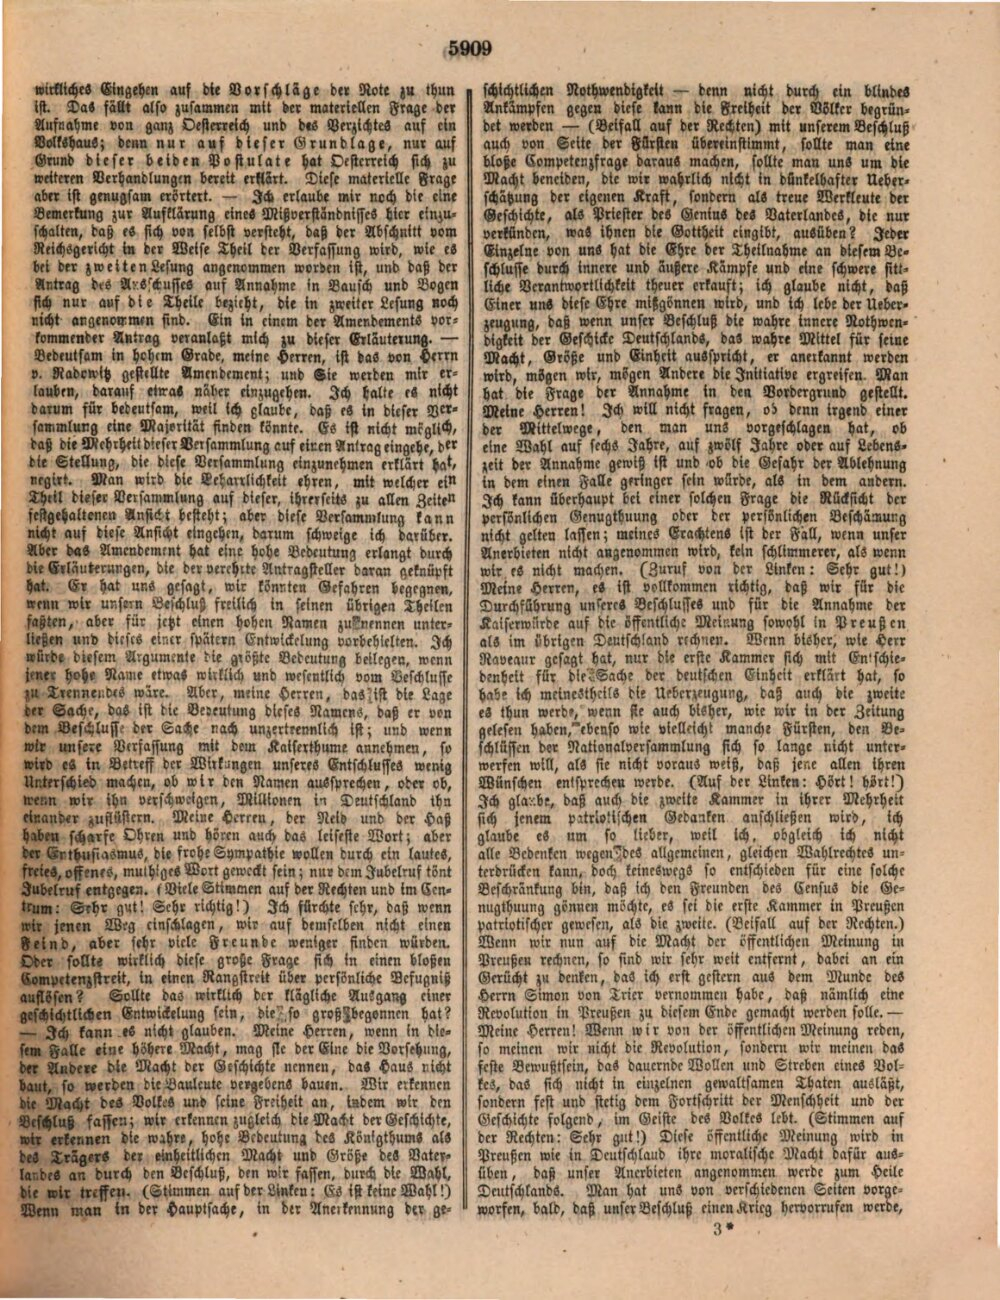 5909
wirkliches Eingehen auf die Vorschläge der Note zu thun
ist. Das fällt also zusammen mit der materiellen Frage der
Aufnahme von ganz Oesterreich und des Verzichtes auf ein
Volkshaus; denn nur auf dieser Grundlage, nur auf
Grund dieser beiden Postulate hat Oesterreich sich zu
weiteren Verhandlungen bereit erklärt. Diese materielle Frage
aber ist genugsam erörtert. — Ich erlaube mir noch die eine
Bemerkung zur Aufklärung eines Mißverständnisses hier einzu-
schalten, daß es sich von selbst versteht, daß der Abschnitt vom
Reichsgericht in der Weise Theil der Verfassung wird, wie es
bei der zweiten Lesung angenommen worden ist, und daß der
Antrag des Ausschusses auf Annahme in Bausch und Bogen
sich nur auf die Theile bezieht, die in zweiter Lesung noch
nicht angenommen sind. Ein in einem der Amendements vor-
kommender Antrag veranlaßt mich zu dieser Erläuterung. —
Bedeutsam in hohem Grade, meine Herren, ist das von Herrn
v. Radowitz gestellte Amendement; und Sie werden mir er-
lauben, darauf etwas näher einzugehen. Ich halte es nicht
darum für bedeutsam, weil ich glaube, daß es in dieser Ver-
sammlung eine Majorität finden könnte. Es ist nicht möglich,
daß die Mehrheit dieser Versammlung auf einen Antrag eingehe, der
die Stellung, die diese Versammlung einzunehmen erklärt hat,
negirt. Man wird die Beharrlichkeit ehren, mit welcher ein
Theil dieser Versammlung auf dieser, ihrerseits zu allen Zeiten
festgehaltenen Ansicht besteht; aber diese Versammlung kann
nicht auf diese Ansicht eingehen, darum schweige ich darüber.
Aber das Amendement hat eine hohe Bedeutung erlangt durch
die Erläuterungen, die der verehrte Antragsteller daran geknüpft
hat. Er hat uns gesagt, wir könnten Gefahren begegnen,
wenn wir unsern Beschluß freilich in seinen übrigen Theilen
faßten, aber für jetzt einen hohen Namen zu nennen unter-
ließen und dieses einer spätern Entwickelung vorbehielten. Ich
würde diesem Argumente die größte Bedeutung beilegen, wenn
jener hohe Name etwas wirklich und wesentlich vom Beschlusse
zu Trennendes wäre. Aber, meine Herren, das ist die Lage
der Sache, das ist die Bedeutung dieses Namens, daß er von
dem Beschlusse der Sache nach unzertrennlich ist; und wenn
wir unsere Verfassung mit dem Kaiserthume annehmen, so
wird es in Betreff der Wirkungen unseres Entschlusses wenig
Unterschied machen, ob wir den Namen aussprechen, oder ob,
wenn wir ihn verschweigen, Millionen in Deutschland ihn
einander zuflüstern. Meine Herren, der Neid und der Haß
haben scharfe Ohren und hören auch das leiseste Wort; aber
der Enthusiasmus, die frohe Sympathie wollen durch ein lautes,
freies, offenes, muthiges Wort geweckt sein; nur dem Jubelruf tönt
Jubelruf entgegen. (Viele Stimmen auf der Rechten und im Cen-
trum: Sehr gut! Sehr richtig!) Ich fürchte sehr, daß wenn
wir jenen Weg einschlagen, wir auf demselben nicht einen
Feind, aber sehr viele Freunde weniger finden würden.
Oder sollte wirklich diese große Frage sich in einen bloßen
Competenzstreit, in einen Rangstreit über persönliche Befugniß
auflösen? Sollte das wirklich der klägliche Ausgang einer
geschichtlichen Entwickelung sein, die so groß begonnen hat?
— Ich kann es nicht glauben. Meine Herren, wenn in die-
sem Falle eine höhere Macht, mag sie der Eine die Vorsehung,
der Andere die Macht der Geschichte nennen, das Haus nicht
baut, so werden die Bauleute vergebens bauen. Wir erkennen
die Macht des Volkes und seine Freiheit an, indem wir den
Beschluß fassen; wir erkennen zugleich die Macht der Geschichte,
wir erkennen die wahre, hohe Bedeutung des Königthums als
des Trägers der einheitlichen Macht und Größe des Vater-
landes an durch den Beschluß, den wir fassen, durch die Wahl,
die wir treffen. (Stimmen auf der Linken: Es ist keine Wahl!)
Wenn man in der Hauptsache, in der Anerkennung der ge-
schichtlichen Nothwendigkeit — denn nicht durch ein blindes
Ankämpfen gegen diese kann die Freiheit der Völker begrün-
det werden — (Beifall auf der Rechten) mit unserem Beschluß
auch von Seite der Fürsten übereinstimmt, sollte man eine
bloße Competenzfrage daraus machen, sollte man uns um die
Macht beneiden, die wir wahrlich nicht in dünkelhafter Ueber-
schätzung der eigenen Kraft, sondern als treue Werkleute der
Geschichte, als Priester des Genius des Vaterlandes, die nur
verkünden, was ihnen die Gottheit eingibt, ausüben? Jeder
Einzelne von uns hat die Ehre der Theilnahme an diesem Be-
schlusse durch innere und äußere Kämpfe und eine schwere sitt-
liche Verantwortlichkeit theuer erkauft; ich glaube nicht, daß
Einer uns diese Ehre mißgönnen wird, und ich lebe der Ueber-
zeugung, daß wenn unser Beschluß die wahre innere Nothwen-
digkeit der Geschicke Deutschlands, das wahre Mittel für seine
Macht, Größe und Einheit ausspricht, er anerkannt werden
wird, mögen wir, mögen Andere die Initiative ergreifen. Man
hat die Frage der Annahme in den Vordergrund gestellt.
Meine Herren! Ich will nicht fragen, ob denn irgend einer
der Mittelwege, den man uns vorgeschlagen hat, ob
eine Wahl auf sechs Jahre, auf zwölf Jahre oder auf Lebens-
zeit der Annahme gewiß ist und ob die Gefahr der Ablehnung
in dem einen Falle geringer sein würde, als in dem andern.
Ich kann überhaupt bei einer solchen Frage die Rücksicht der
persönlichen Genugthuung oder der persönlichen Beschämung
nicht gelten lassen; meines Erachtens ist der Fall, wenn unser
Anerbieten nicht angenommen wird, kein schlimmerer, als wenn
wir es nicht machen. (Zuruf von der Linken: Sehr gut!)
Meine Herren, es ist vollkommen richtig, daß wir für die
Durchführung unseres Beschlusses und für die Annahme der
Kaiserwürde auf die öffentliche Meinung sowohl in Preußen
als im übrigen Deutschland rechnen. Wenn bisher, wie Herr
Raveaux gesagt hat, nur die erste Kammer sich mit Entschie-
denheit für die Sache der deutschen Einheit erklärt hat, so
habe ich meinestheils die Ueberzeugung, daß auch die zweite
es thun werde, wenn sie auch bisher, wie wir in der Zeitung
gelesen haben, ebenso wie vielleicht manche Fürsten, den Be-
schlüssen der Nationalversammlung sich so lange nicht unter-
werfen will, als sie nicht voraus weiß, daß jene allen ihren
Wünschen entsprechen werde. (Auf der Linken: Hört! hört!)
Ich glaube, daß auch die zweite Kammer in ihrer Mehrheit
sich jenem patriotischen Gedanken anschließen wird, ich
glaube es um so lieber, weil ich, obgleich ich nicht
alle Bedenken wegen des allgemeinen, gleichen Wahlrechtes un-
terdrücken kann, doch keineswegs so entschieden für eine solche
Beschränkung bin, daß ich den Freunden des Census die Ge-
nugthuung gönnen möchte, es sei die erste Kammer in Preußen
patriotischer gewesen, als die zweite. (Beifall auf der Rechten.)
Wenn wir nun auf die Macht der öffentlichen Meinung in
Preußen rechnen, so sind wir sehr weit entfernt, dabei an ein
Gerücht zu denken, das ich erst gestern aus dem Munde des
Herrn Simon von Trier vernommen habe, daß nämlich eine
Revolution in Preußen zu diesem Ende gemacht werden solle. —
Meine Herren! Wenn wir von der öffentlichen Meinung reden,
so meinen wir nicht die Revolution, sondern wir meinen das
feste Bewußtsein, das dauernde Wollen und Streben eines Vol-
kes, das sich nicht in einzelnen gewaltsamen Thaten ausläßt,
sondern fest und stetig dem Fortschritt der Menschheit und der
Geschichte folgend, im Geiste des Volkes lebt. (Stimmen auf
der Rechten: Sehr gut!) Diese öffentliche Meinung wird in
Preußen wie in Deutschland ihre moralische Macht dafür aus-
üben, daß unser Anerbieten angenommen werde zum Heile
Deutschlands. Man hat uns von verschiedenen Seiten vorge-
worfen, bald, daß unser Beschluß einen Krieg hervorrufen werde,
3*